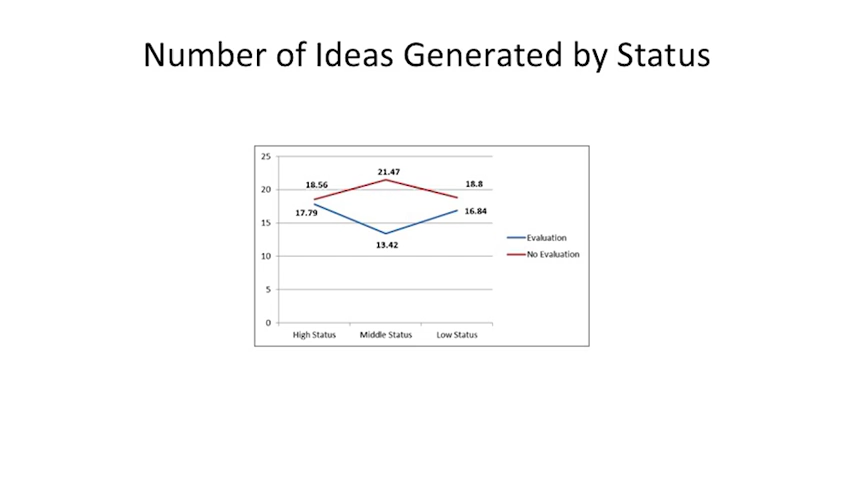 Number of Ideas Generated by Status
25
20
15
10
5
0
18.56
21.47
18.8
17.79
13.42
16.84
Evaluation
No Evaluation
High Status
Middle Status
Low Status